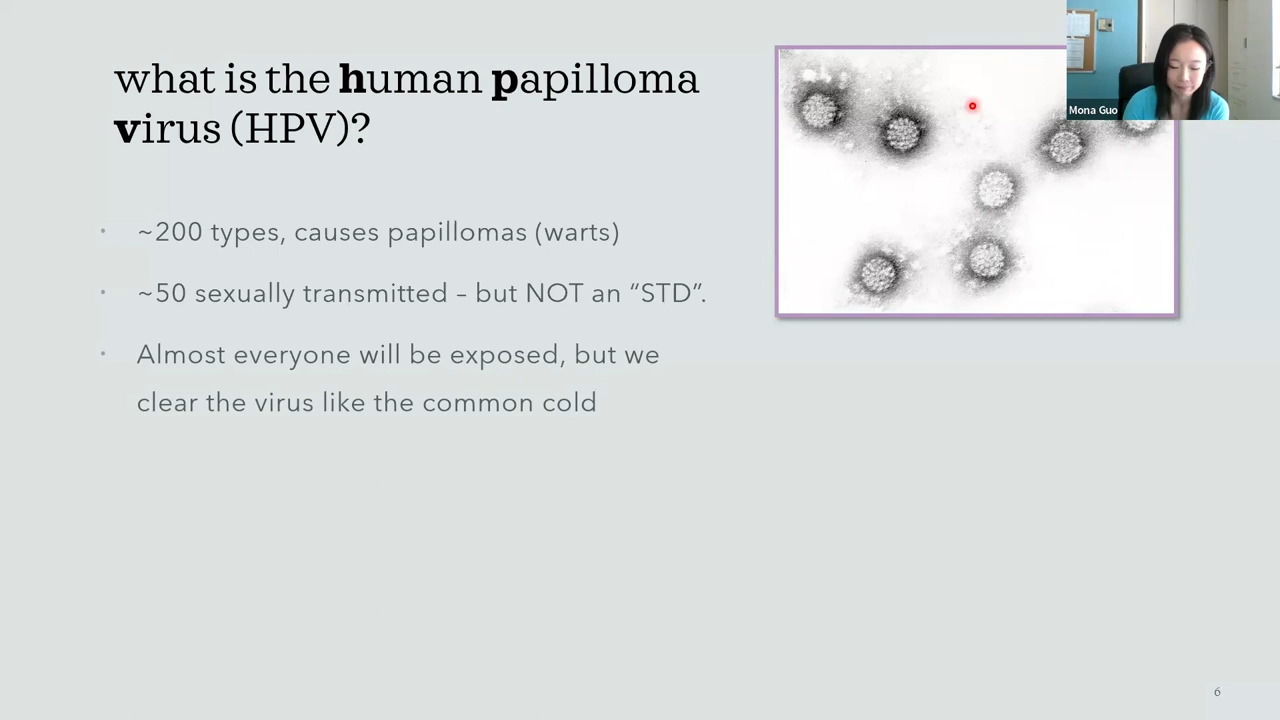 what is the human papilloma
virus (HPV)?
Mona Guo
• ~200 types, causes papillomas (warts)
• ~50 sexually transmitted – but NOT an “STD”.
• Almost everyone will be exposed, but we
clear the virus like the common cold
6